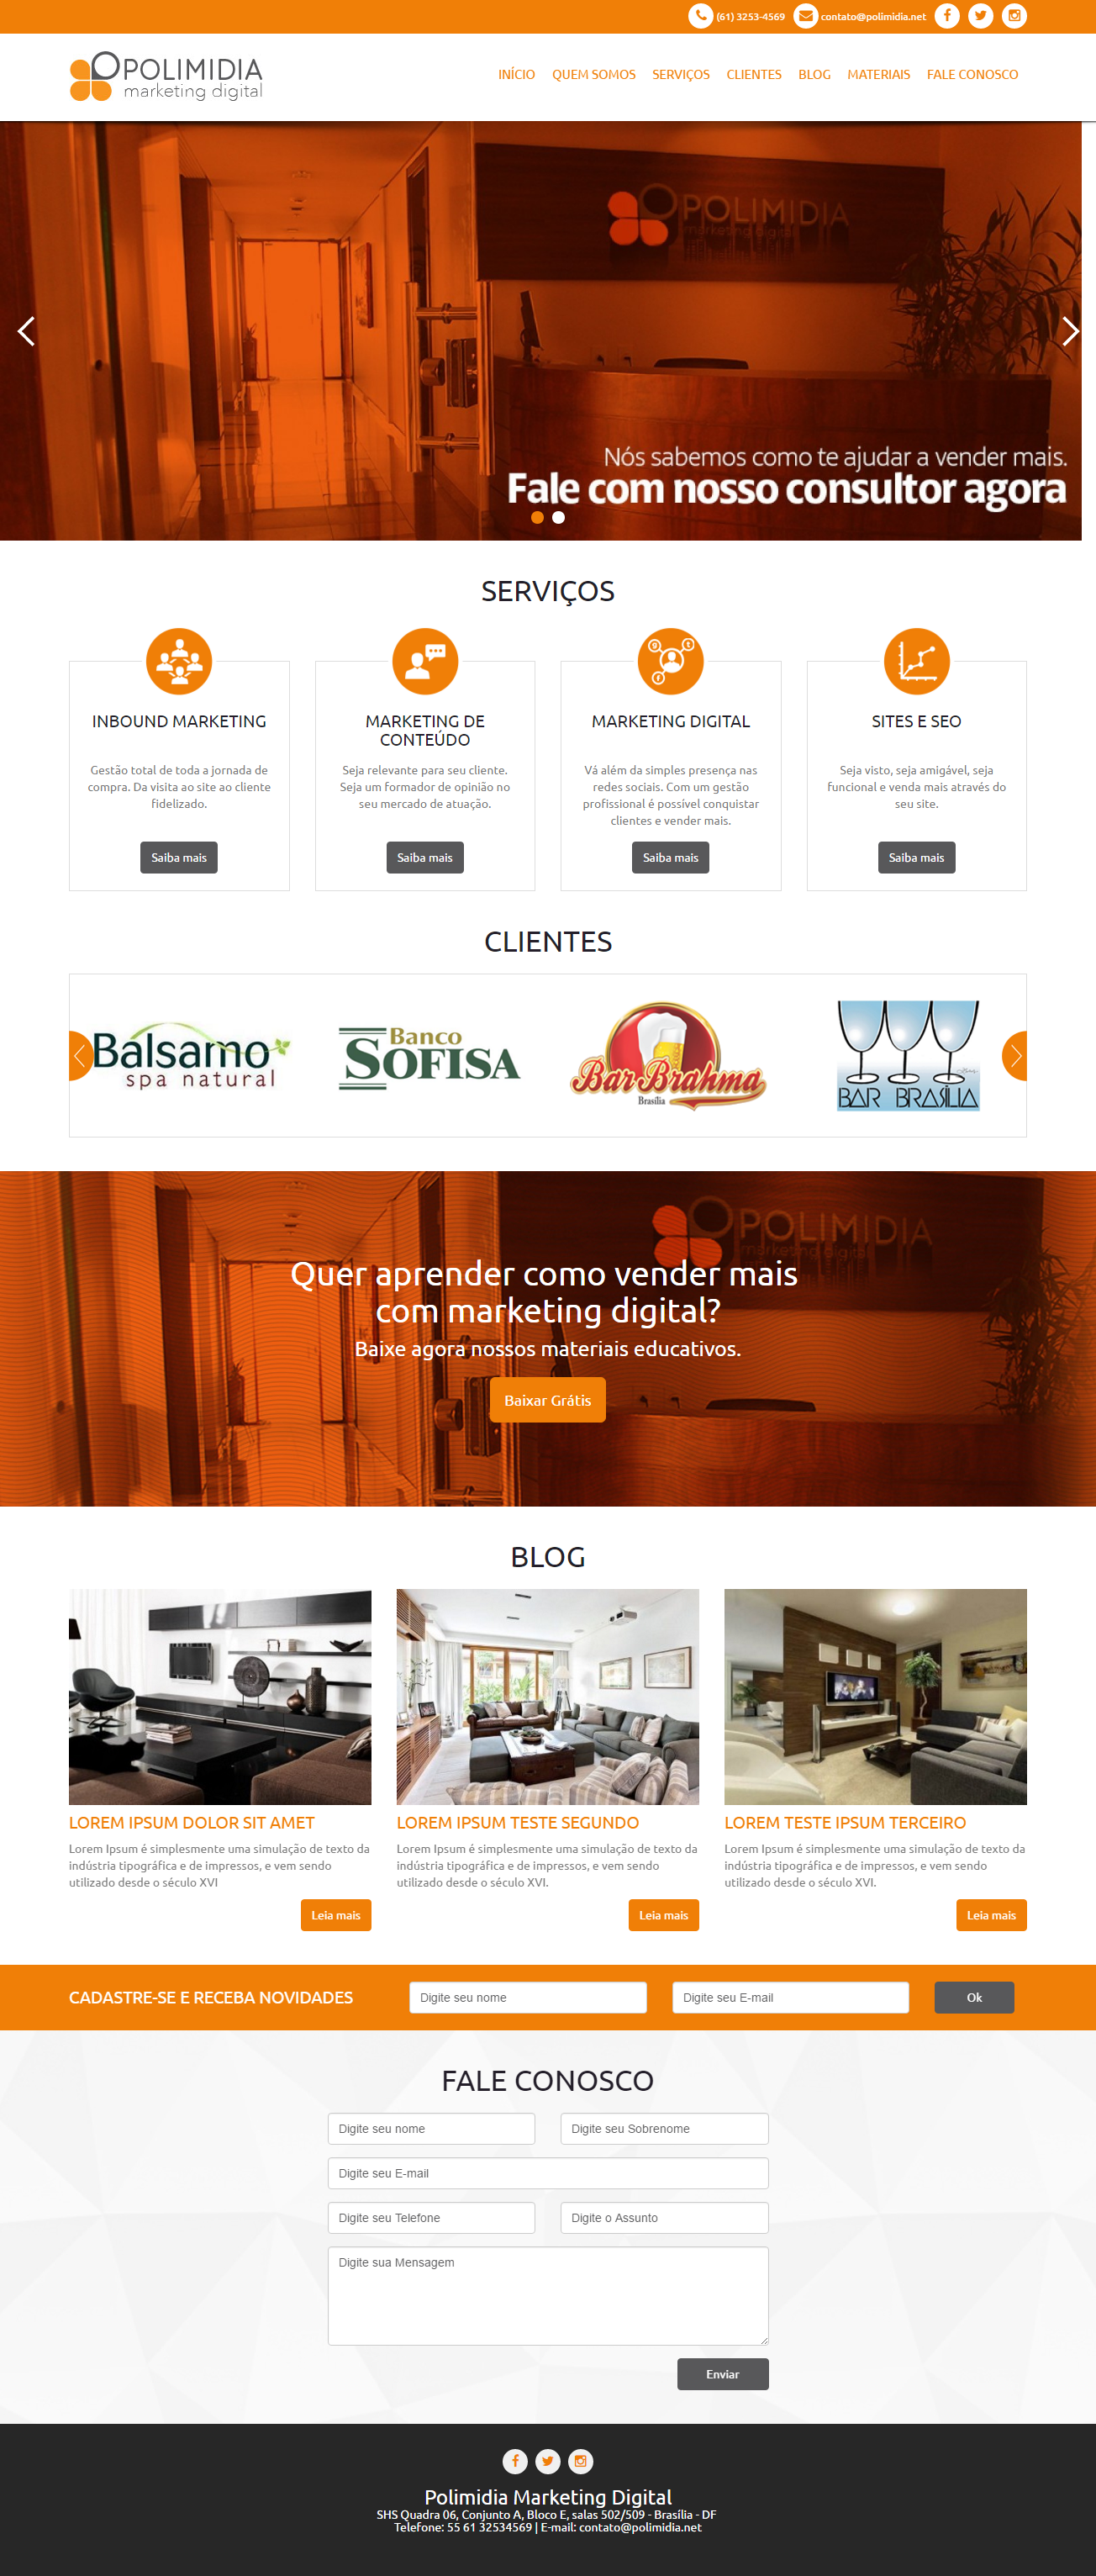 (61) 3253-4569 contato@polimidia.net
POLIMIDIA
marketing digital
INÍCIO QUEM SOMOS SERVIÇOS CLIENTES BLOG MATERIAIS FALE CONOSCO
POLIMIDIA
marketing digital
Nós sabemos como te ajudar a vender mais.
Fale com nosso consultor agora
SERVIÇOS
INBOUND MARKETING
Gestão total de toda a jornada de
compra. Da visita ao site ao cliente
fidelizado.
Saiba mais
MARKETING DE
CONTEÚDO
Seja relevante para seu cliente.
Seja um formador de opinião no
seu mercado de atuação.
Saiba mais
MARKETING DIGITAL
Vá além da simples presença nas
redes sociais. Com um gestão
profissional é possível conquistar
clientes e vender mais.
Saiba mais
SITES E SEO
Seja visto, seja amigável, seja
funcional e venda mais através do
seu site.
Saiba mais
CLIENTES
Balsamo
spa natural
Banco
SOFISA
Bar Brahma
Brasília
BAR BRASÍLIA
POLIMIDIA
marketing digital
Quer aprender como vender mais
com marketing digital?
Baixe agora nossos materiais educativos.
Baixar Grátis
BLOG
LOREM IPSUM DOLOR SIT AMET
Lorem Ipsum é simplesmente uma simulação de texto da
indústria tipográfica e de impressos, e vem sendo
utilizado desde o século XVI
Leia mais
LOREM IPSUM TESTE SEGUNDO
Lorem Ipsum é simplesmente uma simulação de texto da
indústria tipográfica e de impressos, e vem sendo
utilizado desde o século XVI.
Leia mais
LOREM TESTE IPSUM TERCEIRO
Lorem Ipsum é simplesmente uma simulação de texto da
indústria tipográfica e de impressos, e vem sendo
utilizado desde o século XVI.
Leia mais
CADASTRE-SE E RECEBA NOVIDADES
Digite seu nome
Digite seu E-mail
Ok
FALE CONOSCO
Digite seu nome
Digite seu Sobrenome
Digite seu E-mail
Digite seu Telefone
Digite o Assunto
Digite sua Mensagem
Enviar
Polimidia Marketing Digital
SHS Quadra 06, Conjunto A, Bloco E, salas 502/509 - Brasília - DF
Telefone: 55 61 32534569 | E-mail: contato@polimidia.net